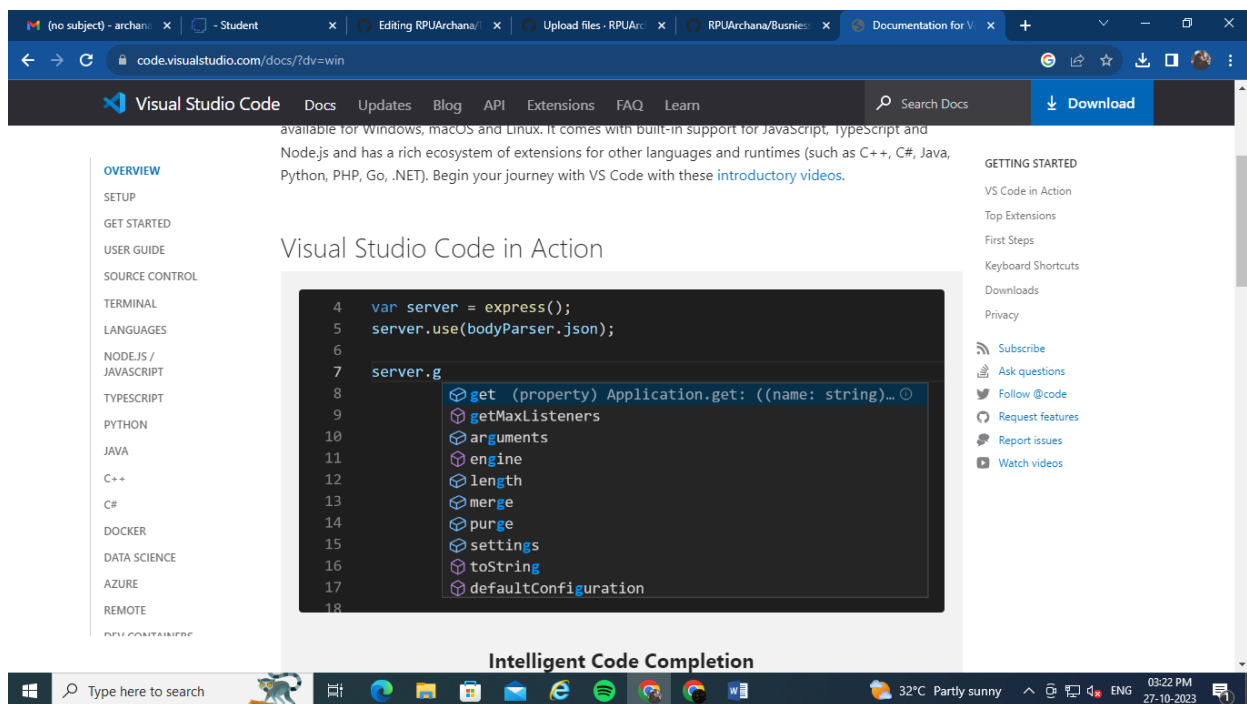 (no subject) - archana
- Student
Editing RPUArchana/
Upload files · RPUArc
RPUArchana/Busnies
Documentation for V
code.visualstudio.com/docs/?dv=win
Visual Studio Code
Docs
Updates
Blog
API
Extensions
FAQ
Learn
Search Docs
Download
OVERVIEW
SETUP
GET STARTED
USER GUIDE
SOURCE CONTROL
TERMINAL
LANGUAGES
NODE.JS /
JAVASCRIPT
TYPESCRIPT
PYTHON
JAVA
C++
C#
DOCKER
DATA SCIENCE
AZURE
REMOTE
DEV CONTAINERS
available for Windows, macOS and Linux. It comes with built-in support for JavaScript, TypeScript and
Node.js and has a rich ecosystem of extensions for other languages and runtimes (such as C++, C#, Java,
Python, PHP, Go, .NET). Begin your journey with VS Code with these introductory videos.
Visual Studio Code in Action
4 var server = express();
5 server.use(bodyParser.json);
6
7 server.g
8 get (property) Application.get: ((name: string)…
9 getMaxListeners
10 arguments
11 engine
12 length
13 merge
14 purge
15 settings
16 toString
17 defaultConfiguration
18
Intelligent Code Completion
GETTING STARTED
VS Code in Action
Top Extensions
First Steps
Keyboard Shortcuts
Downloads
Privacy
Subscribe
Ask questions
Follow @code
Request features
Report issues
Watch videos
Type here to search
32°C Partly sunny
ENG
03:22 PM
27-10-2023
1